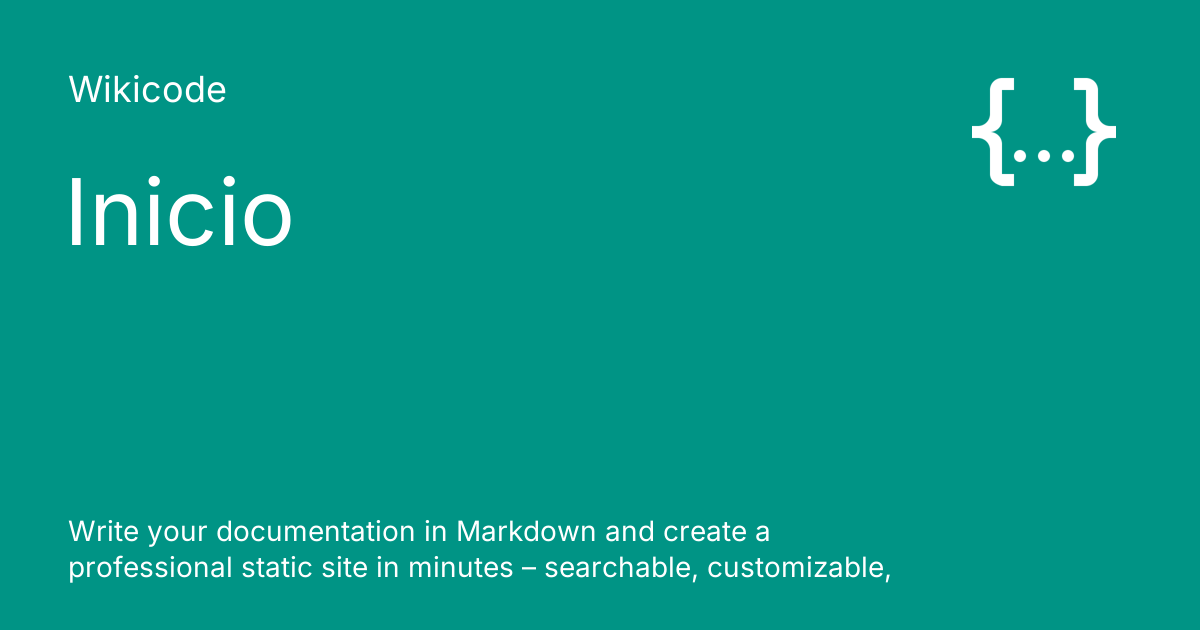 Wikicode
{...}
Inicio
Write your documentation in Markdown and create a
professional static site in minutes – searchable, customizable,